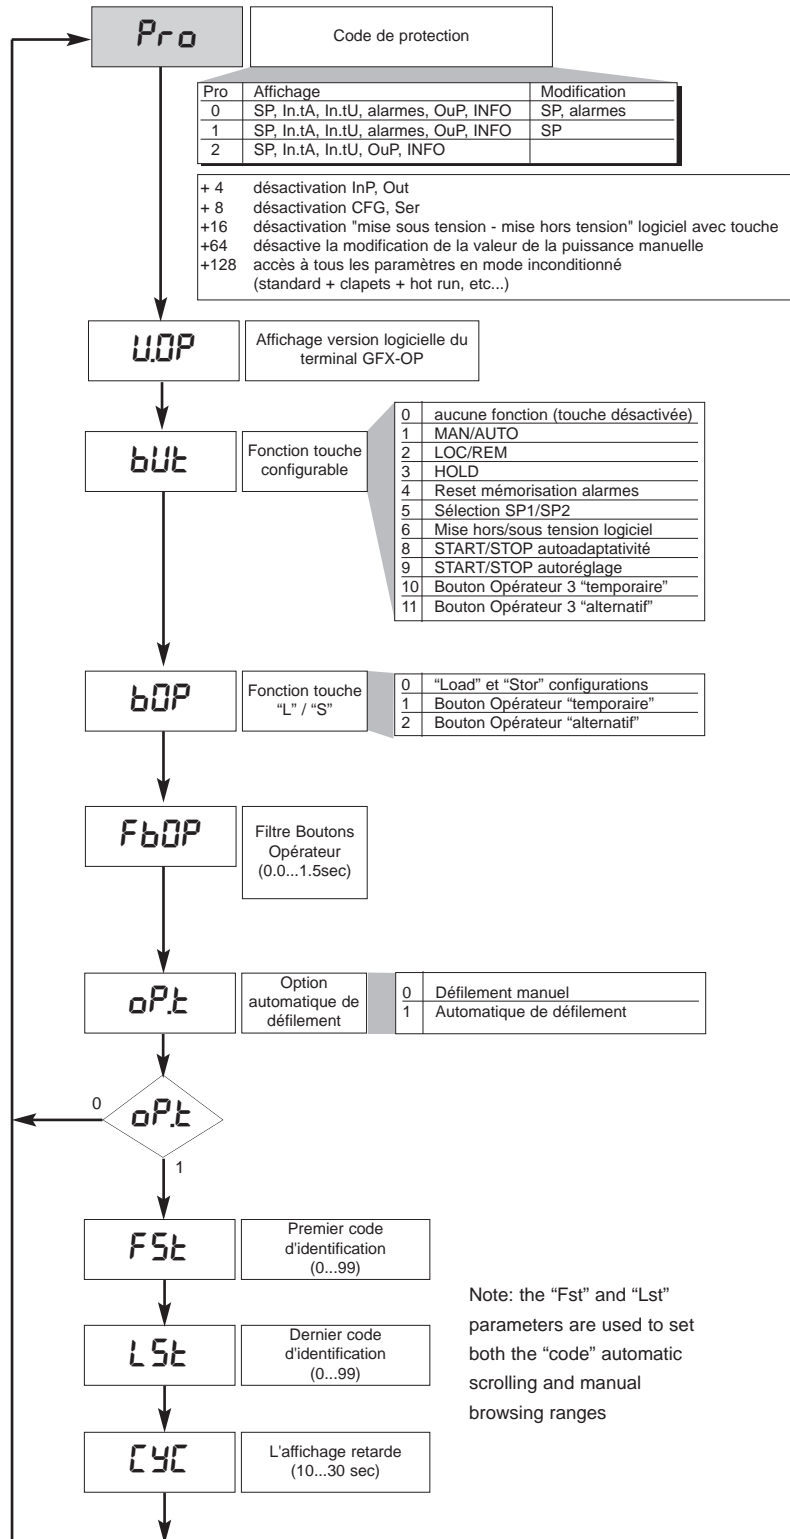 Pro
Code de protection
Pro Affichage Modification
0 SP, In.tA, In.tU, alarmes, OuP, INFO SP, alarmes
1 SP, In.tA, In.tU, alarmes, OuP, INFO SP
2 SP, In.tA, In.tU, OuP, INFO
+ 4 désactivation InP, Out
+ 8 désactivation CFG, Ser
+16 désactivation "mise sous tension - mise hors tension" logiciel avec touche
+64 désactive la modification de la valeur de la puissance manuelle
+128 accès à tous les paramètres en mode inconditionné
(standard + clapets + hot run, etc...)
U.OP
Affichage version logicielle du
terminal GFX-OP
bUt
Fonction touche
configurable
0 aucune fonction (touche désactivée)
1 MAN/AUTO
2 LOC/REM
3 HOLD
4 Reset mémorisation alarmes
5 Sélection SP1/SP2
6 Mise hors/sous tension logiciel
8 START/STOP autoadaptativité
9 START/STOP autoréglage
10 Bouton Opérateur 3 “temporaire”
11 Bouton Opérateur 3 “alternatif”
bOP
Fonction touche
“L” / “S”
0 “Load” et “Stor” configurations
1 Bouton Opérateur “temporaire”
2 Bouton Opérateur “alternatif”
FbOP
Filtre Boutons
Opérateur
(0.0...1.5sec)
oP.t
Option
automatique de
défilement
0 Défilement manuel
1 Automatique de défilement
0
oP.t
1
FSt
Premier code
d'identification
(0...99)
LSt
Dernier code
d'identification
(0...99)
Note: the “Fst” and “Lst”
parameters are used to set
both the “code” automatic
scrolling and manual
browsing ranges
CYC
L'affichage retarde
(10...30 sec)